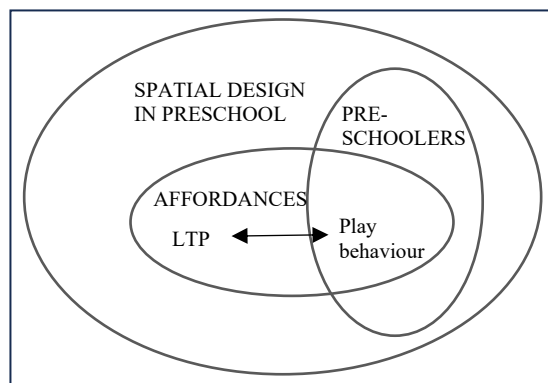 SPATIAL DESIGN
IN PRESCHOOL
PRE-
SCHOOLERS
AFFORDANCES
LTP
Play
behaviour